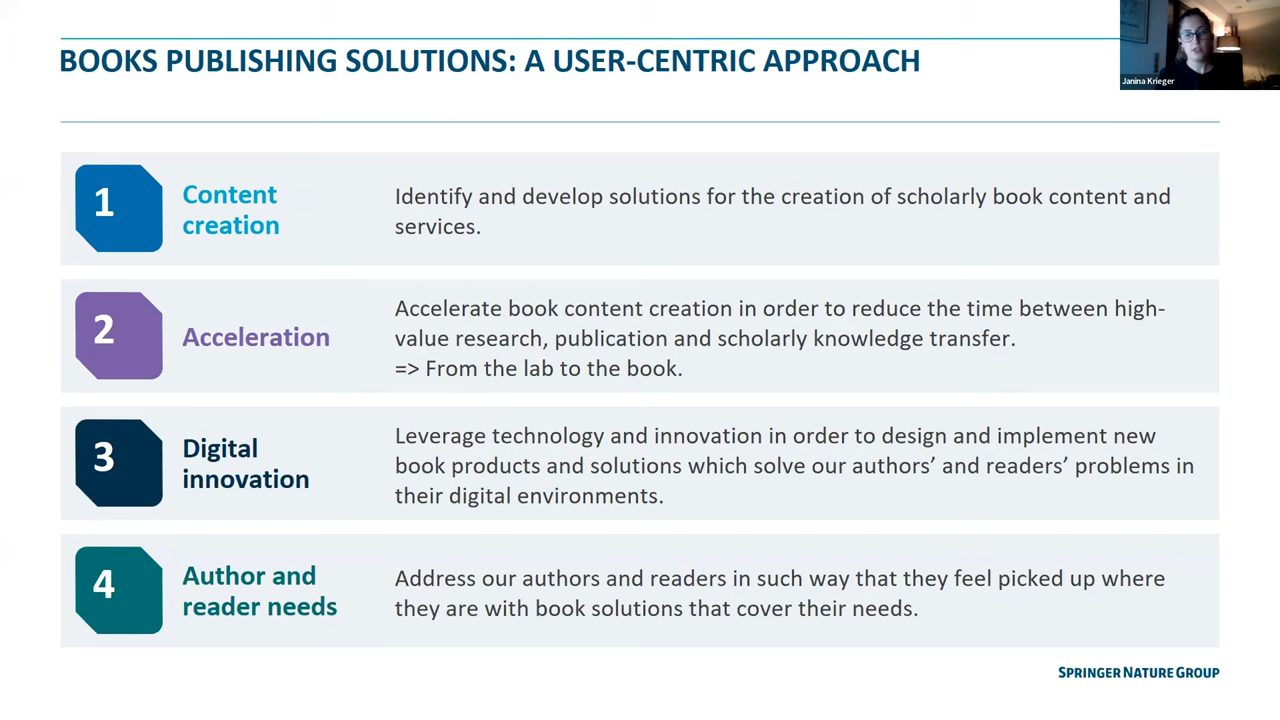 BOOKS PUBLISHING SOLUTIONS: A USER-CENTRIC APPROACH
Janina Krieger
1
Content
creation
Identify and develop solutions for the creation of scholarly book content and
services.
2
Acceleration
Accelerate book content creation in order to reduce the time between high-
value research, publication and scholarly knowledge transfer.
=> From the lab to the book.
3
Digital
innovation
Leverage technology and innovation in order to design and implement new
book products and solutions which solve our authors’ and readers’ problems in
their digital environments.
4
Author and
reader needs
Address our authors and readers in such way that they feel picked up where
they are with book solutions that cover their needs.
SPRINGER NATURE GROUP